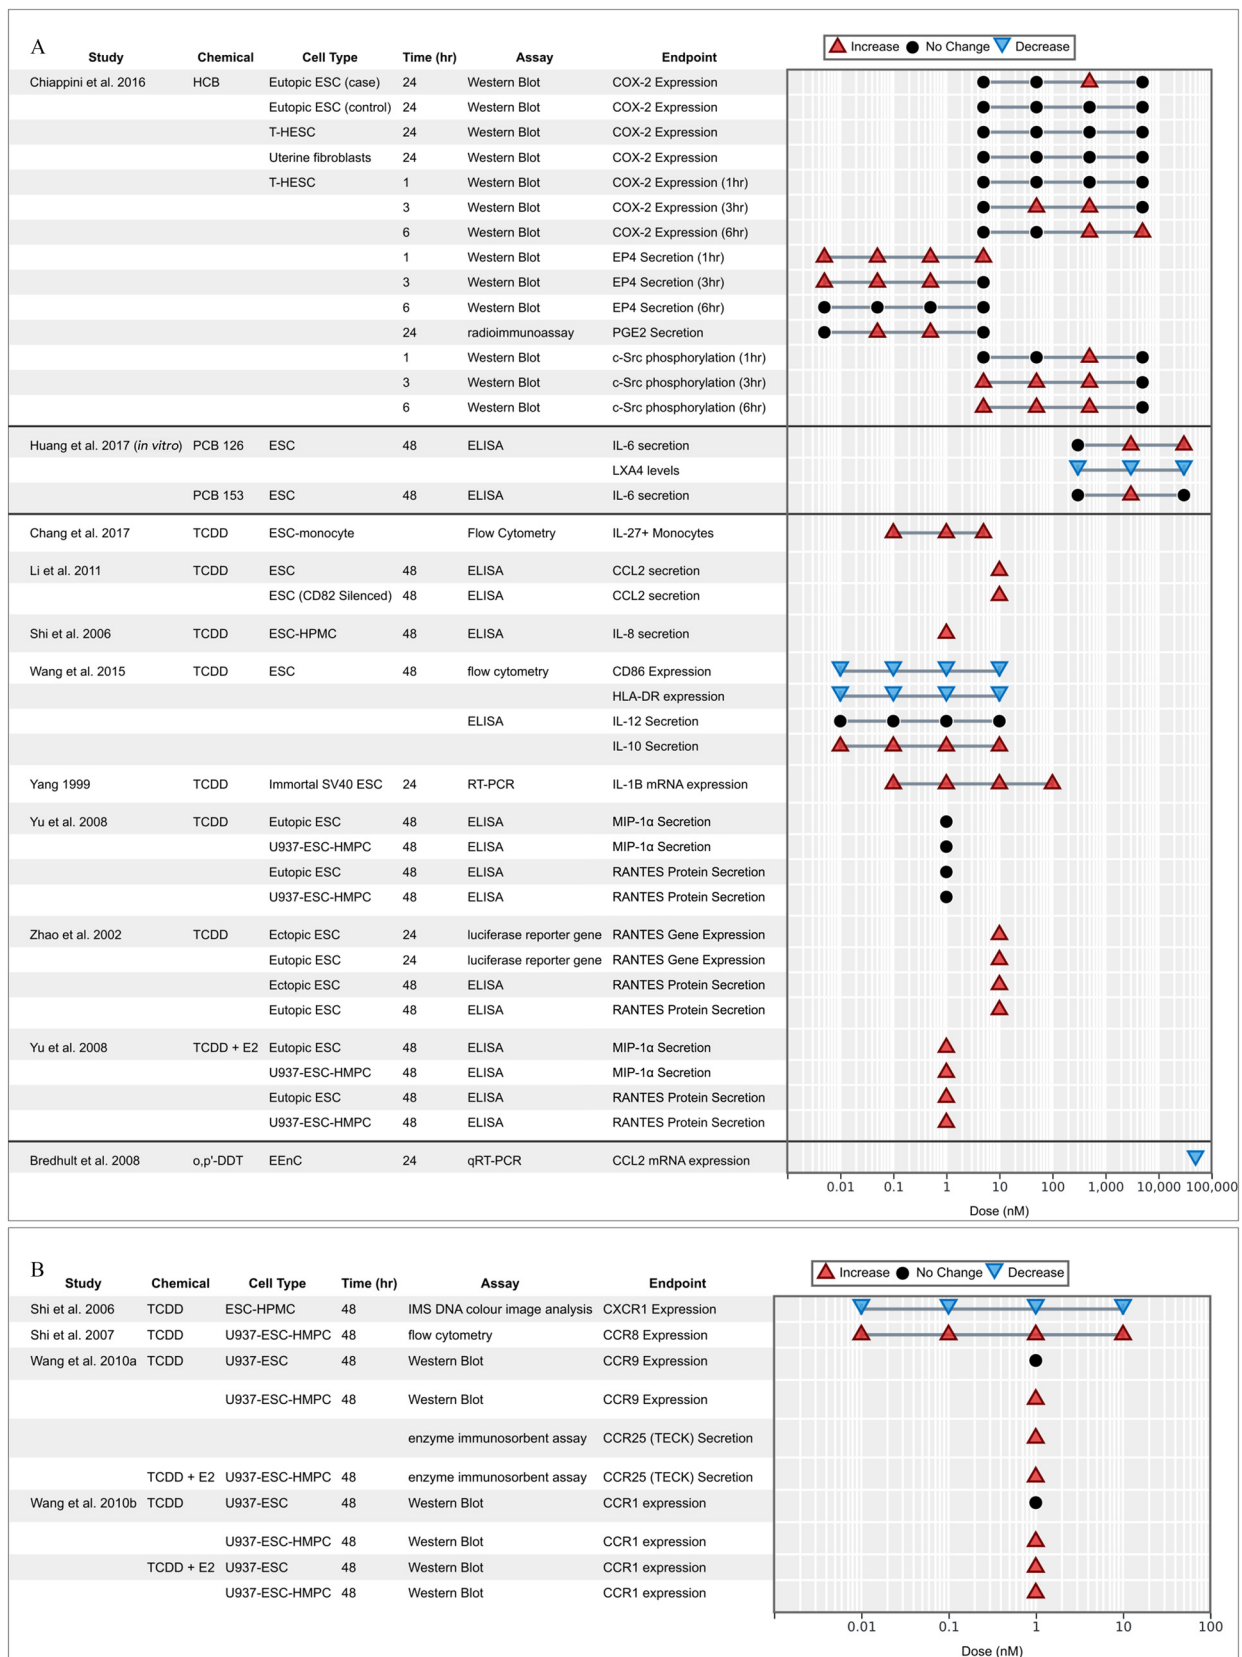 A
Increase No Change Decrease
Study Chemical Cell Type Time (hr) Assay Endpoint
Chiappini et al. 2016 HCB Eutopic ESC (case) 24 Western Blot COX-2 Expression
Eutopic ESC (control) 24 Western Blot COX-2 Expression
T-HESC 24 Western Blot COX-2 Expression
Uterine fibroblasts 24 Western Blot COX-2 Expression
T-HESC 1 Western Blot COX-2 Expression (1hr)
3 Western Blot COX-2 Expression (3hr)
6 Western Blot COX-2 Expression (6hr)
1 Western Blot EP4 Secretion (1hr)
3 Western Blot EP4 Secretion (3hr)
6 Western Blot EP4 Secretion (6hr)
24 radioimmunoassay PGE2 Secretion
1 Western Blot c-Src phosphorylation (1hr)
3 Western Blot c-Src phosphorylation (3hr)
6 Western Blot c-Src phosphorylation (6hr)
Huang et al. 2017 (in vitro) PCB 126 ESC 48 ELISA IL-6 secretion
LXA4 levels
PCB 153 ESC 48 ELISA IL-6 secretion
Chang et al. 2017 TCDD ESC-monocyte Flow Cytometry IL-27+ Monocytes
Li et al. 2011 TCDD ESC 48 ELISA CCL2 secretion
ESC (CD82 Silenced) 48 ELISA CCL2 secretion
Shi et al. 2006 TCDD ESC-HPMC 48 ELISA IL-8 secretion
Wang et al. 2015 TCDD ESC 48 flow cytometry CD86 Expression
HLA-DR expression
ELISA IL-12 Secretion
IL-10 Secretion
Yang 1999 TCDD Immortal SV40 ESC 24 RT-PCR IL-1B mRNA expression
Yu et al. 2008 TCDD Eutopic ESC 48 ELISA MIP-1α Secretion
U937-ESC-HMPC 48 ELISA MIP-1α Secretion
Eutopic ESC 48 ELISA RANTES Protein Secretion
U937-ESC-HMPC 48 ELISA RANTES Protein Secretion
Zhao et al. 2002 TCDD Ectopic ESC 24 luciferase reporter gene RANTES Gene Expression
Eutopic ESC 24 luciferase reporter gene RANTES Gene Expression
Ectopic ESC 48 ELISA RANTES Protein Secretion
Eutopic ESC 48 ELISA RANTES Protein Secretion
Yu et al. 2008 TCDD + E2 Eutopic ESC 48 ELISA MIP-1α Secretion
U937-ESC-HMPC 48 ELISA MIP-1α Secretion
Eutopic ESC 48 ELISA RANTES Protein Secretion
U937-ESC-HMPC 48 ELISA RANTES Protein Secretion
Bredhult et al. 2008 o,p'-DDT EEnC 24 qRT-PCR CCL2 mRNA expression
0.01 0.1 1 10 100 1,000 10,000 100,000
Dose (nM)
B
Increase No Change Decrease
Study Chemical Cell Type Time (hr) Assay Endpoint
Shi et al. 2006 TCDD ESC-HPMC 48 IMS DNA colour image analysis CXCR1 Expression
Shi et al. 2007 TCDD U937-ESC-HMPC 48 flow cytometry CCR8 Expression
Wang et al. 2010a TCDD U937-ESC 48 Western Blot CCR9 Expression
U937-ESC-HMPC 48 Western Blot CCR9 Expression
enzyme immunosorbent assay CCR25 (TECK) Secretion
TCDD + E2 U937-ESC-HMPC 48 enzyme immunosorbent assay CCR25 (TECK) Secretion
Wang et al. 2010b TCDD U937-ESC 48 Western Blot CCR1 expression
U937-ESC-HMPC 48 Western Blot CCR1 expression
TCDD + E2 U937-ESC 48 Western Blot CCR1 expression
U937-ESC-HMPC 48 Western Blot CCR1 expression
0.01 0.1 1 10 100
Dose (nM)